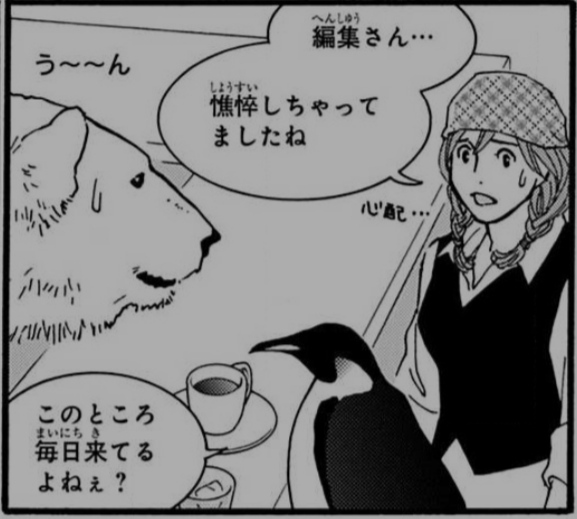 編集さん…
憔悴しちゃって
ましたね
心配…
う～～ん
このところ
毎日来てる
よねぇ？